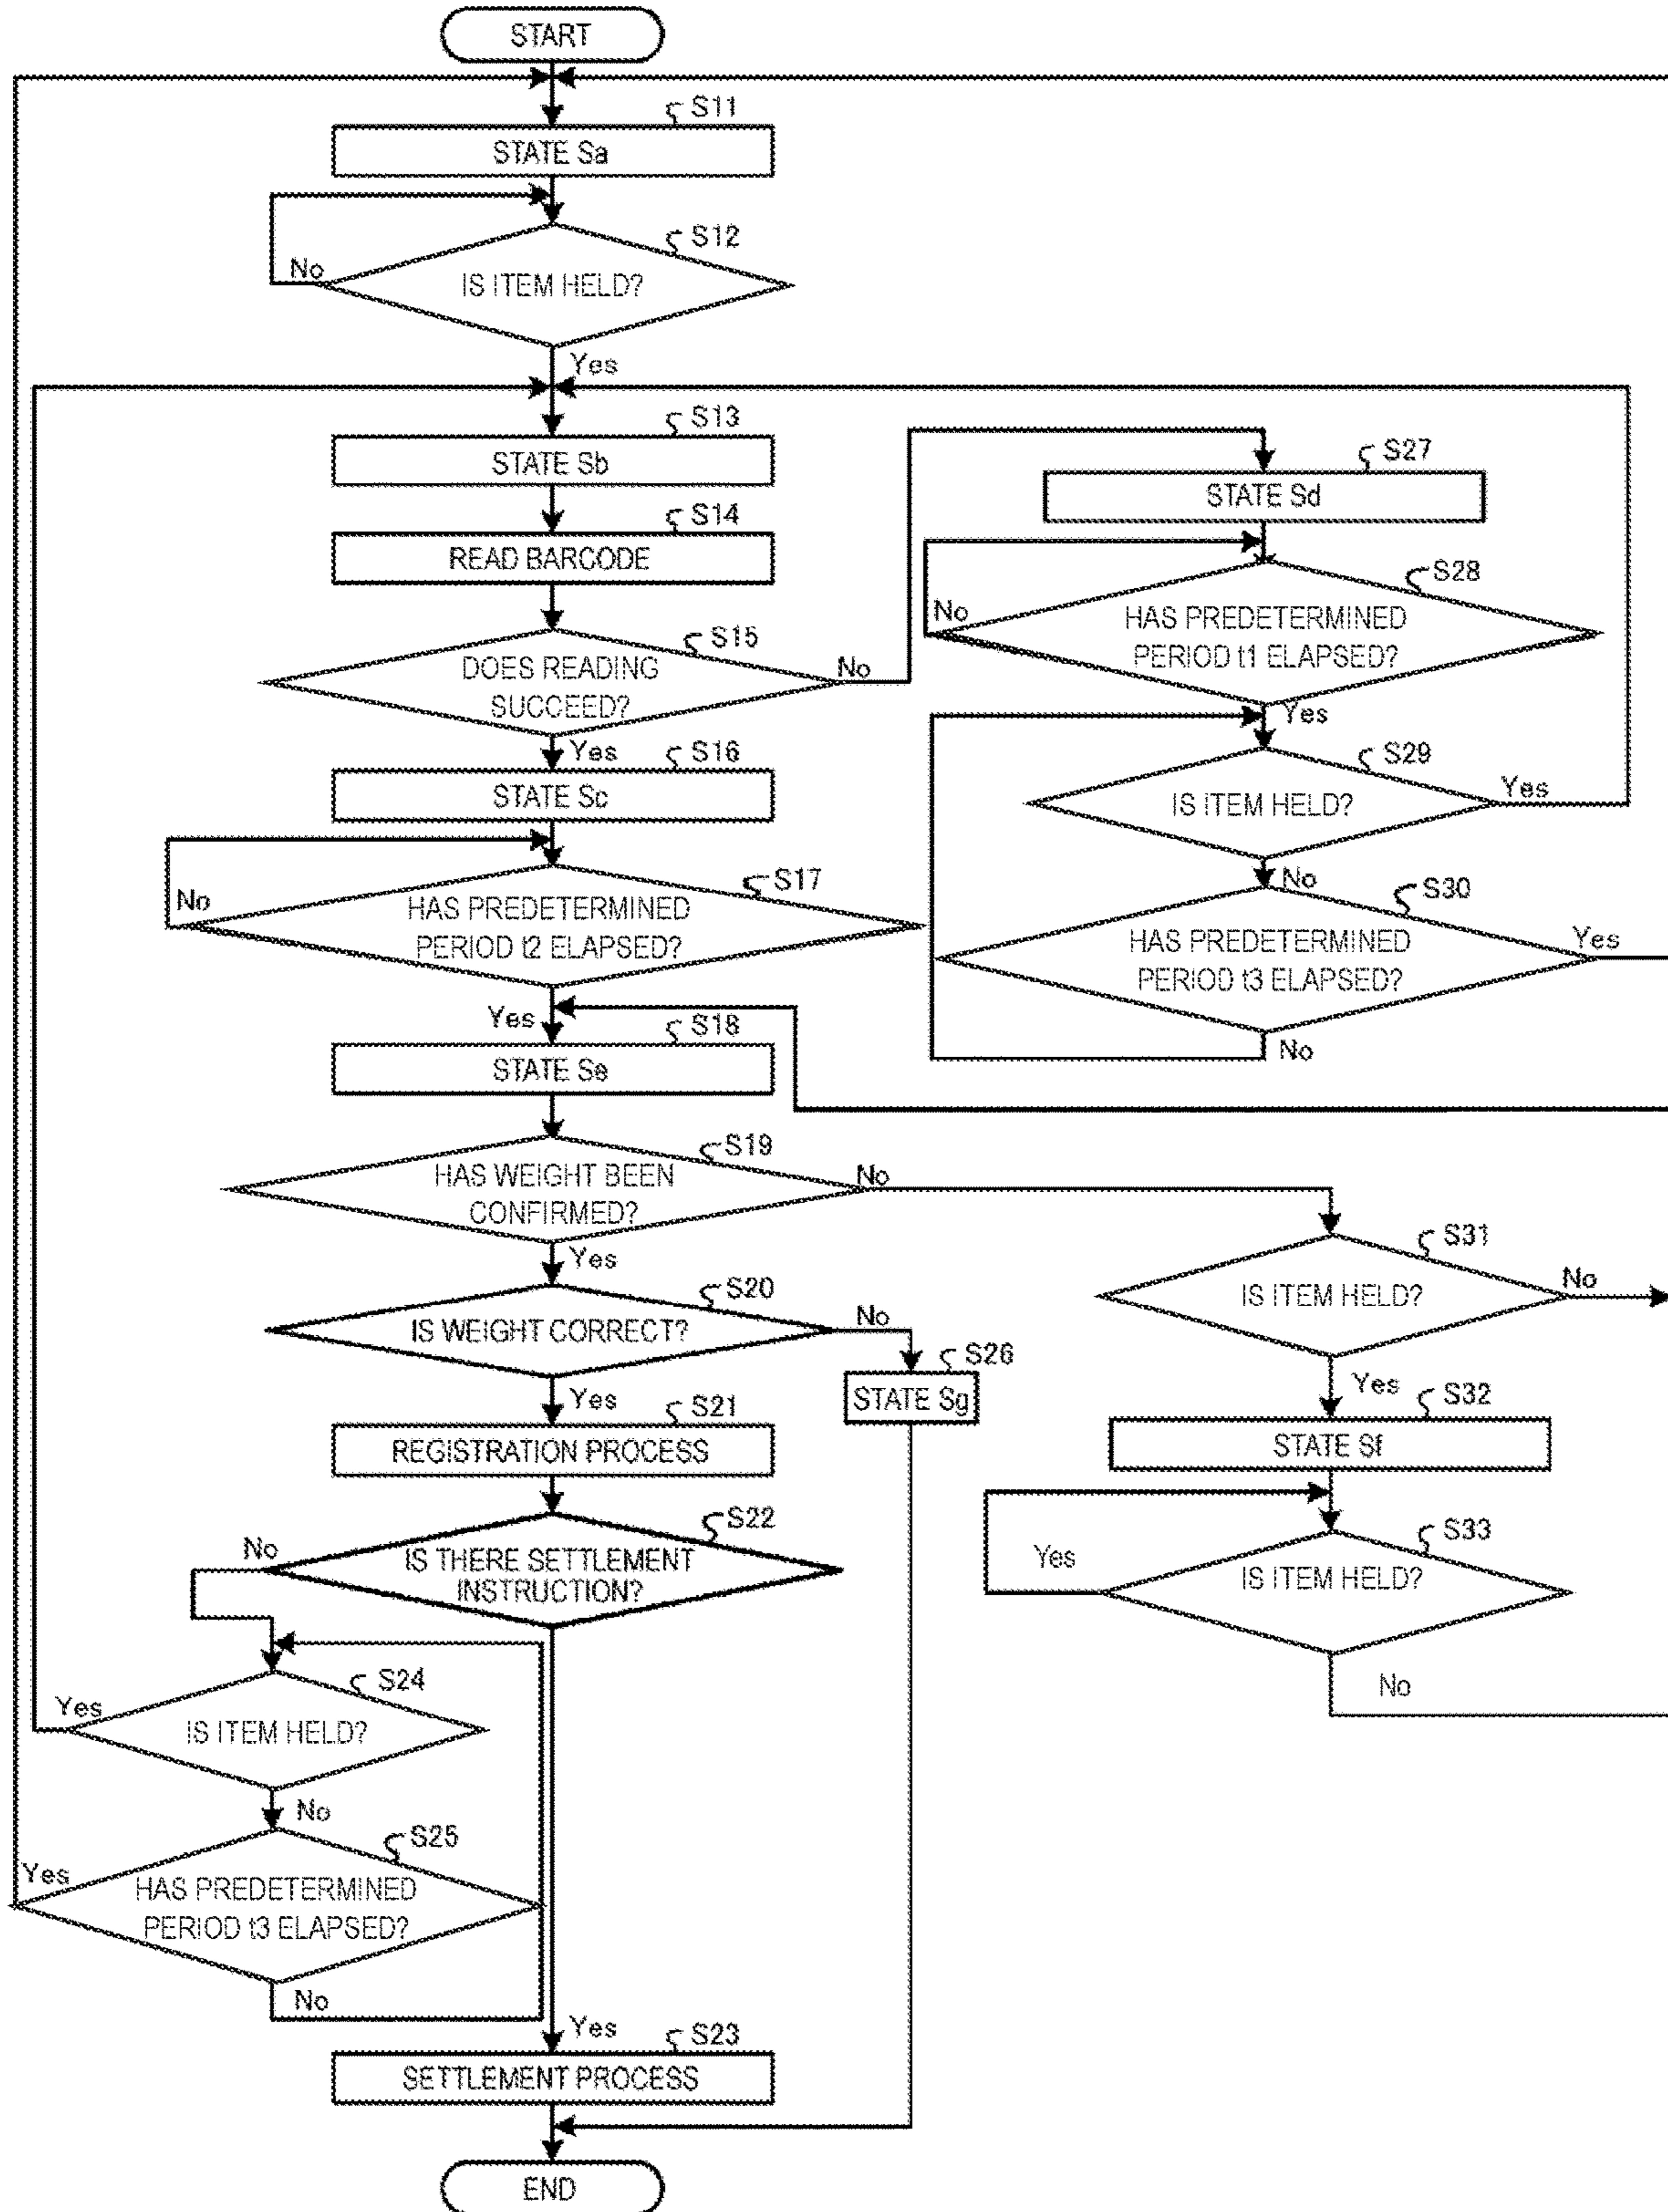 START
S11
STATE Sa
S12
IS ITEM HELD?
No
Yes
S13
STATE Sb
S14
READ BARCODE
S15
DOES READING
SUCCEED?
No
Yes
S16
STATE Sc
S17
HAS PREDETERMINED
PERIOD t2 ELAPSED?
No
Yes
S18
STATE Se
S19
HAS WEIGHT BEEN
CONFIRMED?
No
Yes
S20
IS WEIGHT CORRECT?
No
Yes
S26
STATE Sg
S21
REGISTRATION PROCESS
S22
IS THERE SETTLEMENT
INSTRUCTION?
No
S24
IS ITEM HELD?
Yes
No
S25
HAS PREDETERMINED
PERIOD t3 ELAPSED?
Yes
No
Yes
S23
SETTLEMENT PROCESS
END
S27
STATE Sd
S28
HAS PREDETERMINED
PERIOD t1 ELAPSED?
No
Yes
S29
IS ITEM HELD?
Yes
No
S30
HAS PREDETERMINED
PERIOD t3 ELAPSED?
Yes
No
S31
IS ITEM HELD?
No
Yes
S32
STATE Sf
S33
IS ITEM HELD?
Yes
No